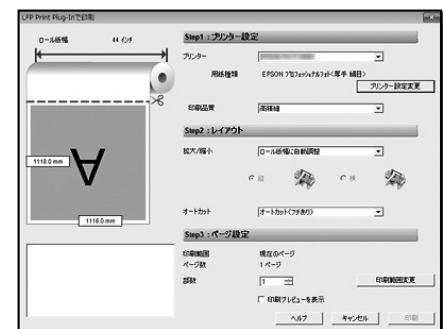 LFP Print Plug-Inで印刷
ロール紙幅 44 インチ
1118.0 mm
A
1118.0 mm
Step1：プリンター設定
プリンター
用紙種類 EPSON プロフェッショナルフォト<厚手 絹目>
プリンター設定変更
印刷品質 高精細
Step2：レイアウト
拡大/縮小 ロール紙幅に自動調整
縦 横
オートカット オートカット(フチあり)
Step3：ページ設定
印刷範囲 現在のページ
ページ数 1 ページ
部数 1 印刷範囲変更
印刷プレビューを表示
ヘルプ キャンセル 印刷